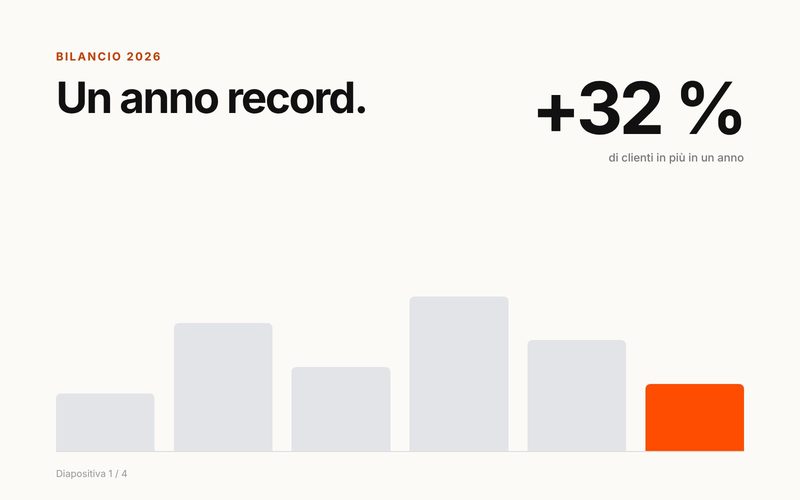 BILANCIO 2026
Un anno record.
+32 %
di clienti in più in un anno
Diapositiva 1 / 4